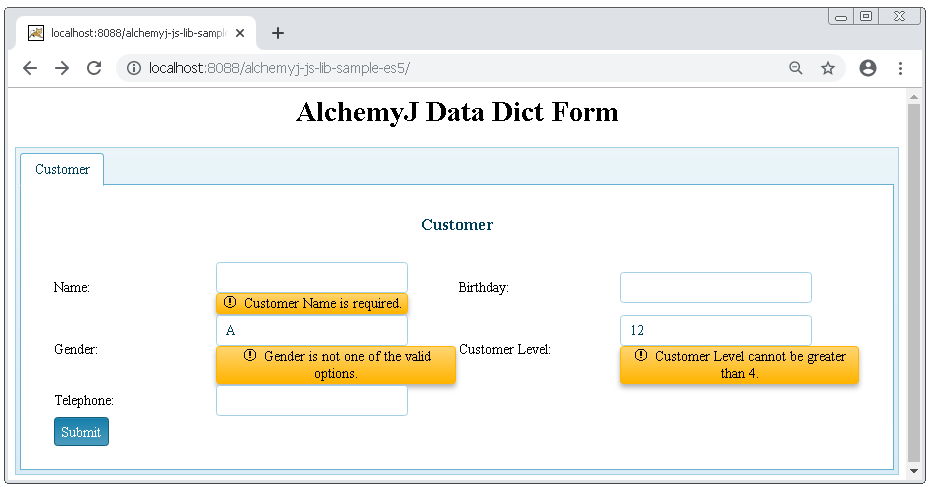 localhost:8088/alchemyj-js-lib-sampl
localhost:8088/alchemyj-js-lib-sample-es5/
AlchemyJ Data Dict Form
Customer
Customer
Name:
Customer Name is required.
Birthday:
Gender:
A
Gender is not one of the valid
options.
Customer Level:
12
Customer Level cannot be greater
than 4.
Telephone:
Submit